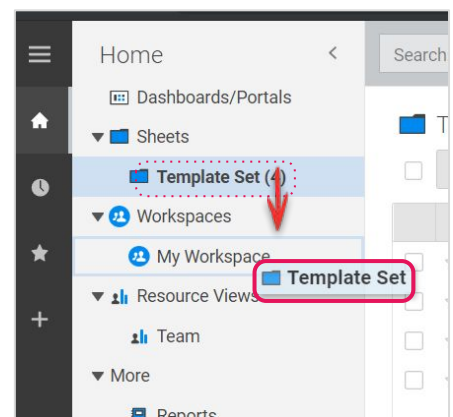 Home
Search
Dashboards/Portals
Sheets
Template Set (4)
Workspaces
My Workspace
Template Set
Resource Views
Team
More
Reports